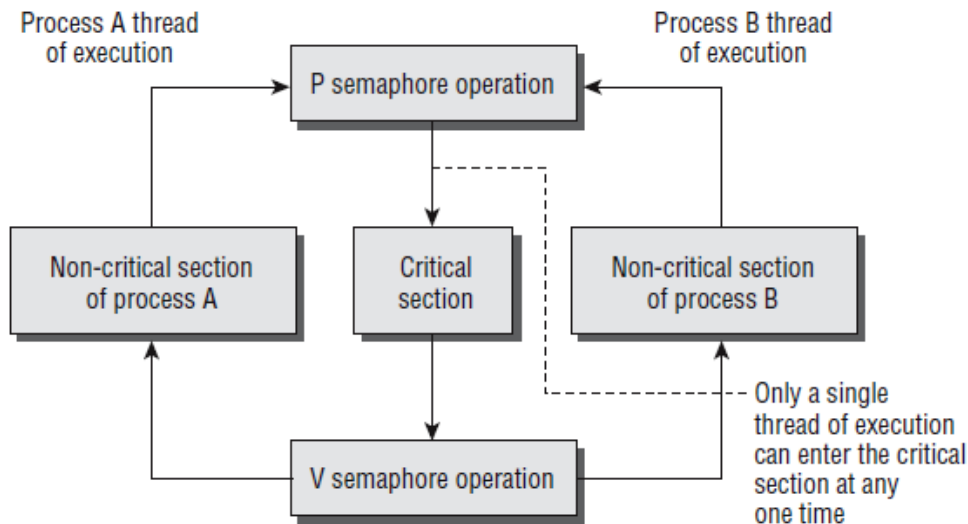 Process A thread
of execution
Process B thread
of execution
P semaphore operation
Non-critical section
of process A
Critical
section
Non-critical section
of process B
V semaphore operation
Only a single
thread of execution
can enter the critical
section at any
one time